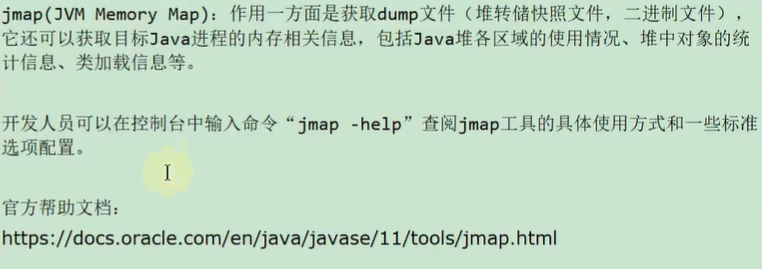 jmap(JVM Memory Map)：作用一方面是获取dump文件（堆转储快照文件，二进制文件），
它还可以获取目标Java进程的内存相关信息，包括Java堆各区域的使用情况、堆中对象的统
计信息、类加载信息等。
开发人员可以在控制台中输入命令“jmap -help”查阅jmap工具的具体使用方式和一些标准
选项配置。
官方帮助文档：
https://docs.oracle.com/en/java/javase/11/tools/jmap.html